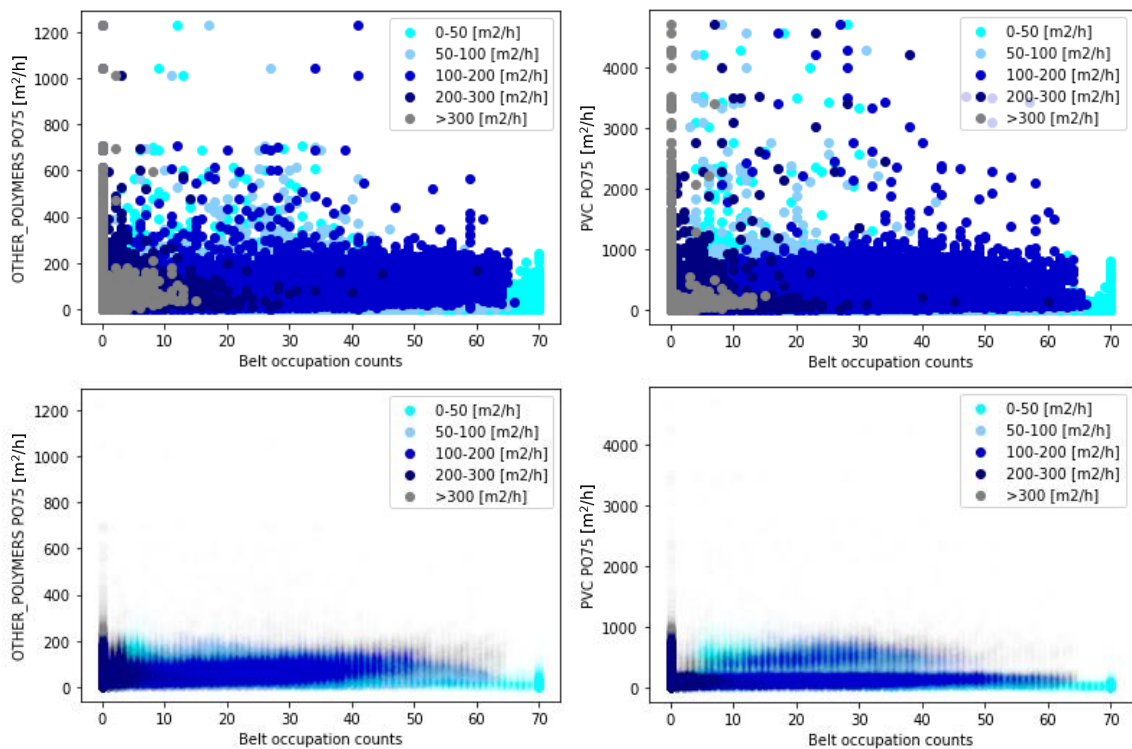 OTHER_POLYMERS PO75 [m²/h]
1200
1000
800
600
400
200
0
0-50 [m2/h]
50-100 [m2/h]
100-200 [m2/h]
200-300 [m2/h]
>300 [m2/h]
0 10 20 30 40 50 60 70
Belt occupation counts
PVC PO75 [m²/h]
4000
3000
2000
1000
0
0-50 [m2/h]
50-100 [m2/h]
100-200 [m2/h]
200-300 [m2/h]
>300 [m2/h]
0 10 20 30 40 50 60 70
Belt occupation counts
OTHER_POLYMERS PO75 [m²/h]
1200
1000
800
600
400
200
0
0-50 [m2/h]
50-100 [m2/h]
100-200 [m2/h]
200-300 [m2/h]
>300 [m2/h]
0 10 20 30 40 50 60 70
Belt occupation counts
PVC PO75 [m²/h]
4000
3000
2000
1000
0
0-50 [m2/h]
50-100 [m2/h]
100-200 [m2/h]
200-300 [m2/h]
>300 [m2/h]
0 10 20 30 40 50 60 70
Belt occupation counts